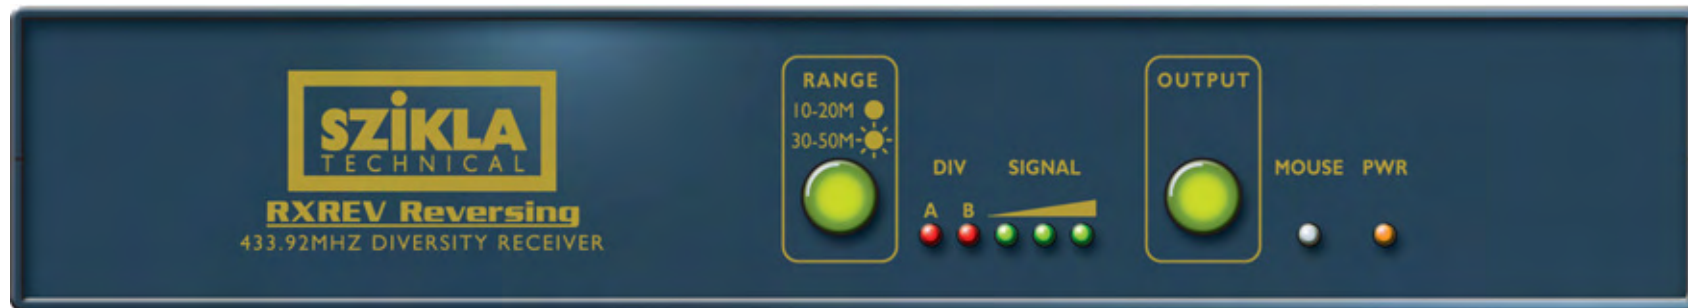 SZiKLA
TECHNICAL
RXREV Reversing
433.92MHZ DIVERSITY RECEIVER
RANGE
10-20M
30-50M
DIV
A B
SIGNAL
OUTPUT
MOUSE
PWR